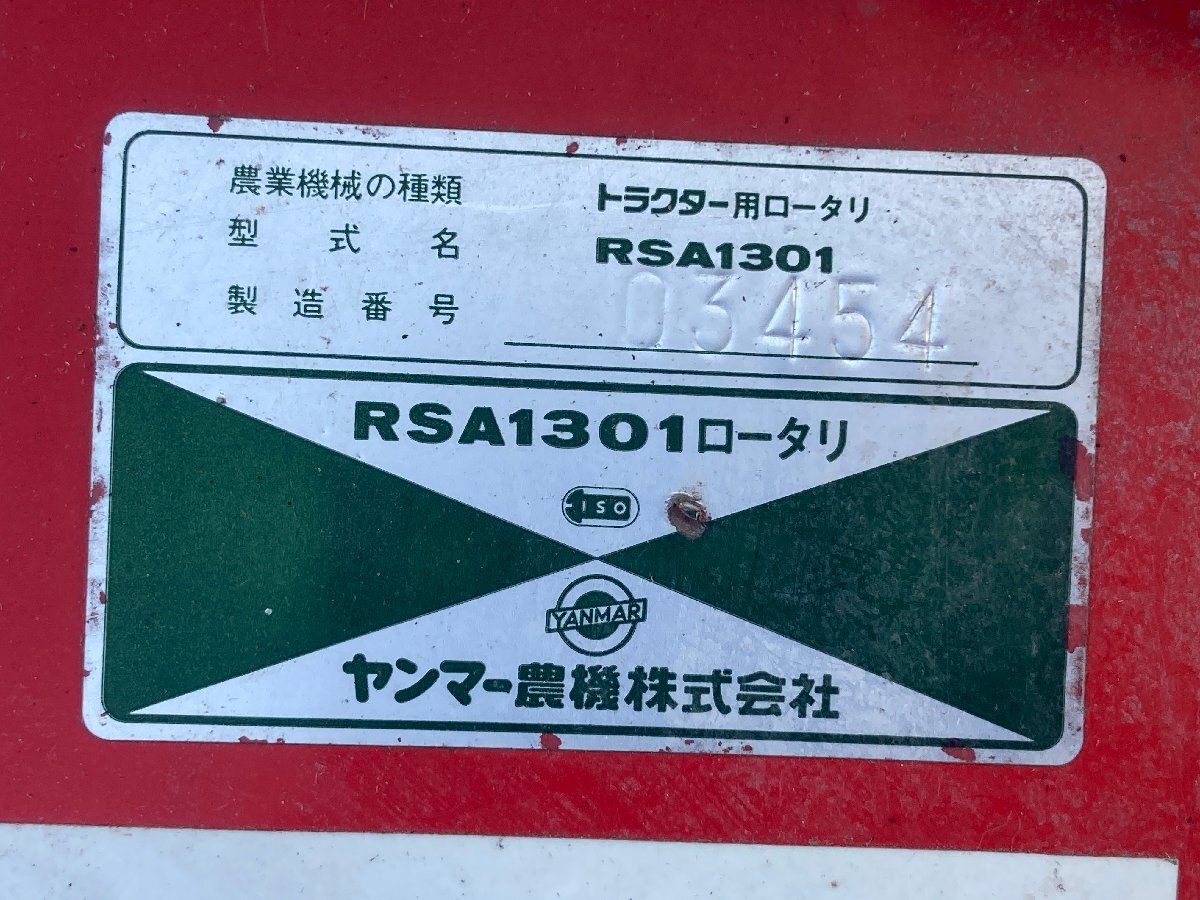 農業機械の種類 トラクター用ロータリ
型式名 RSA1301
製造番号 03454
RSA1301ロータリ
ISO
YANMAR
ヤンマー農機株式会社